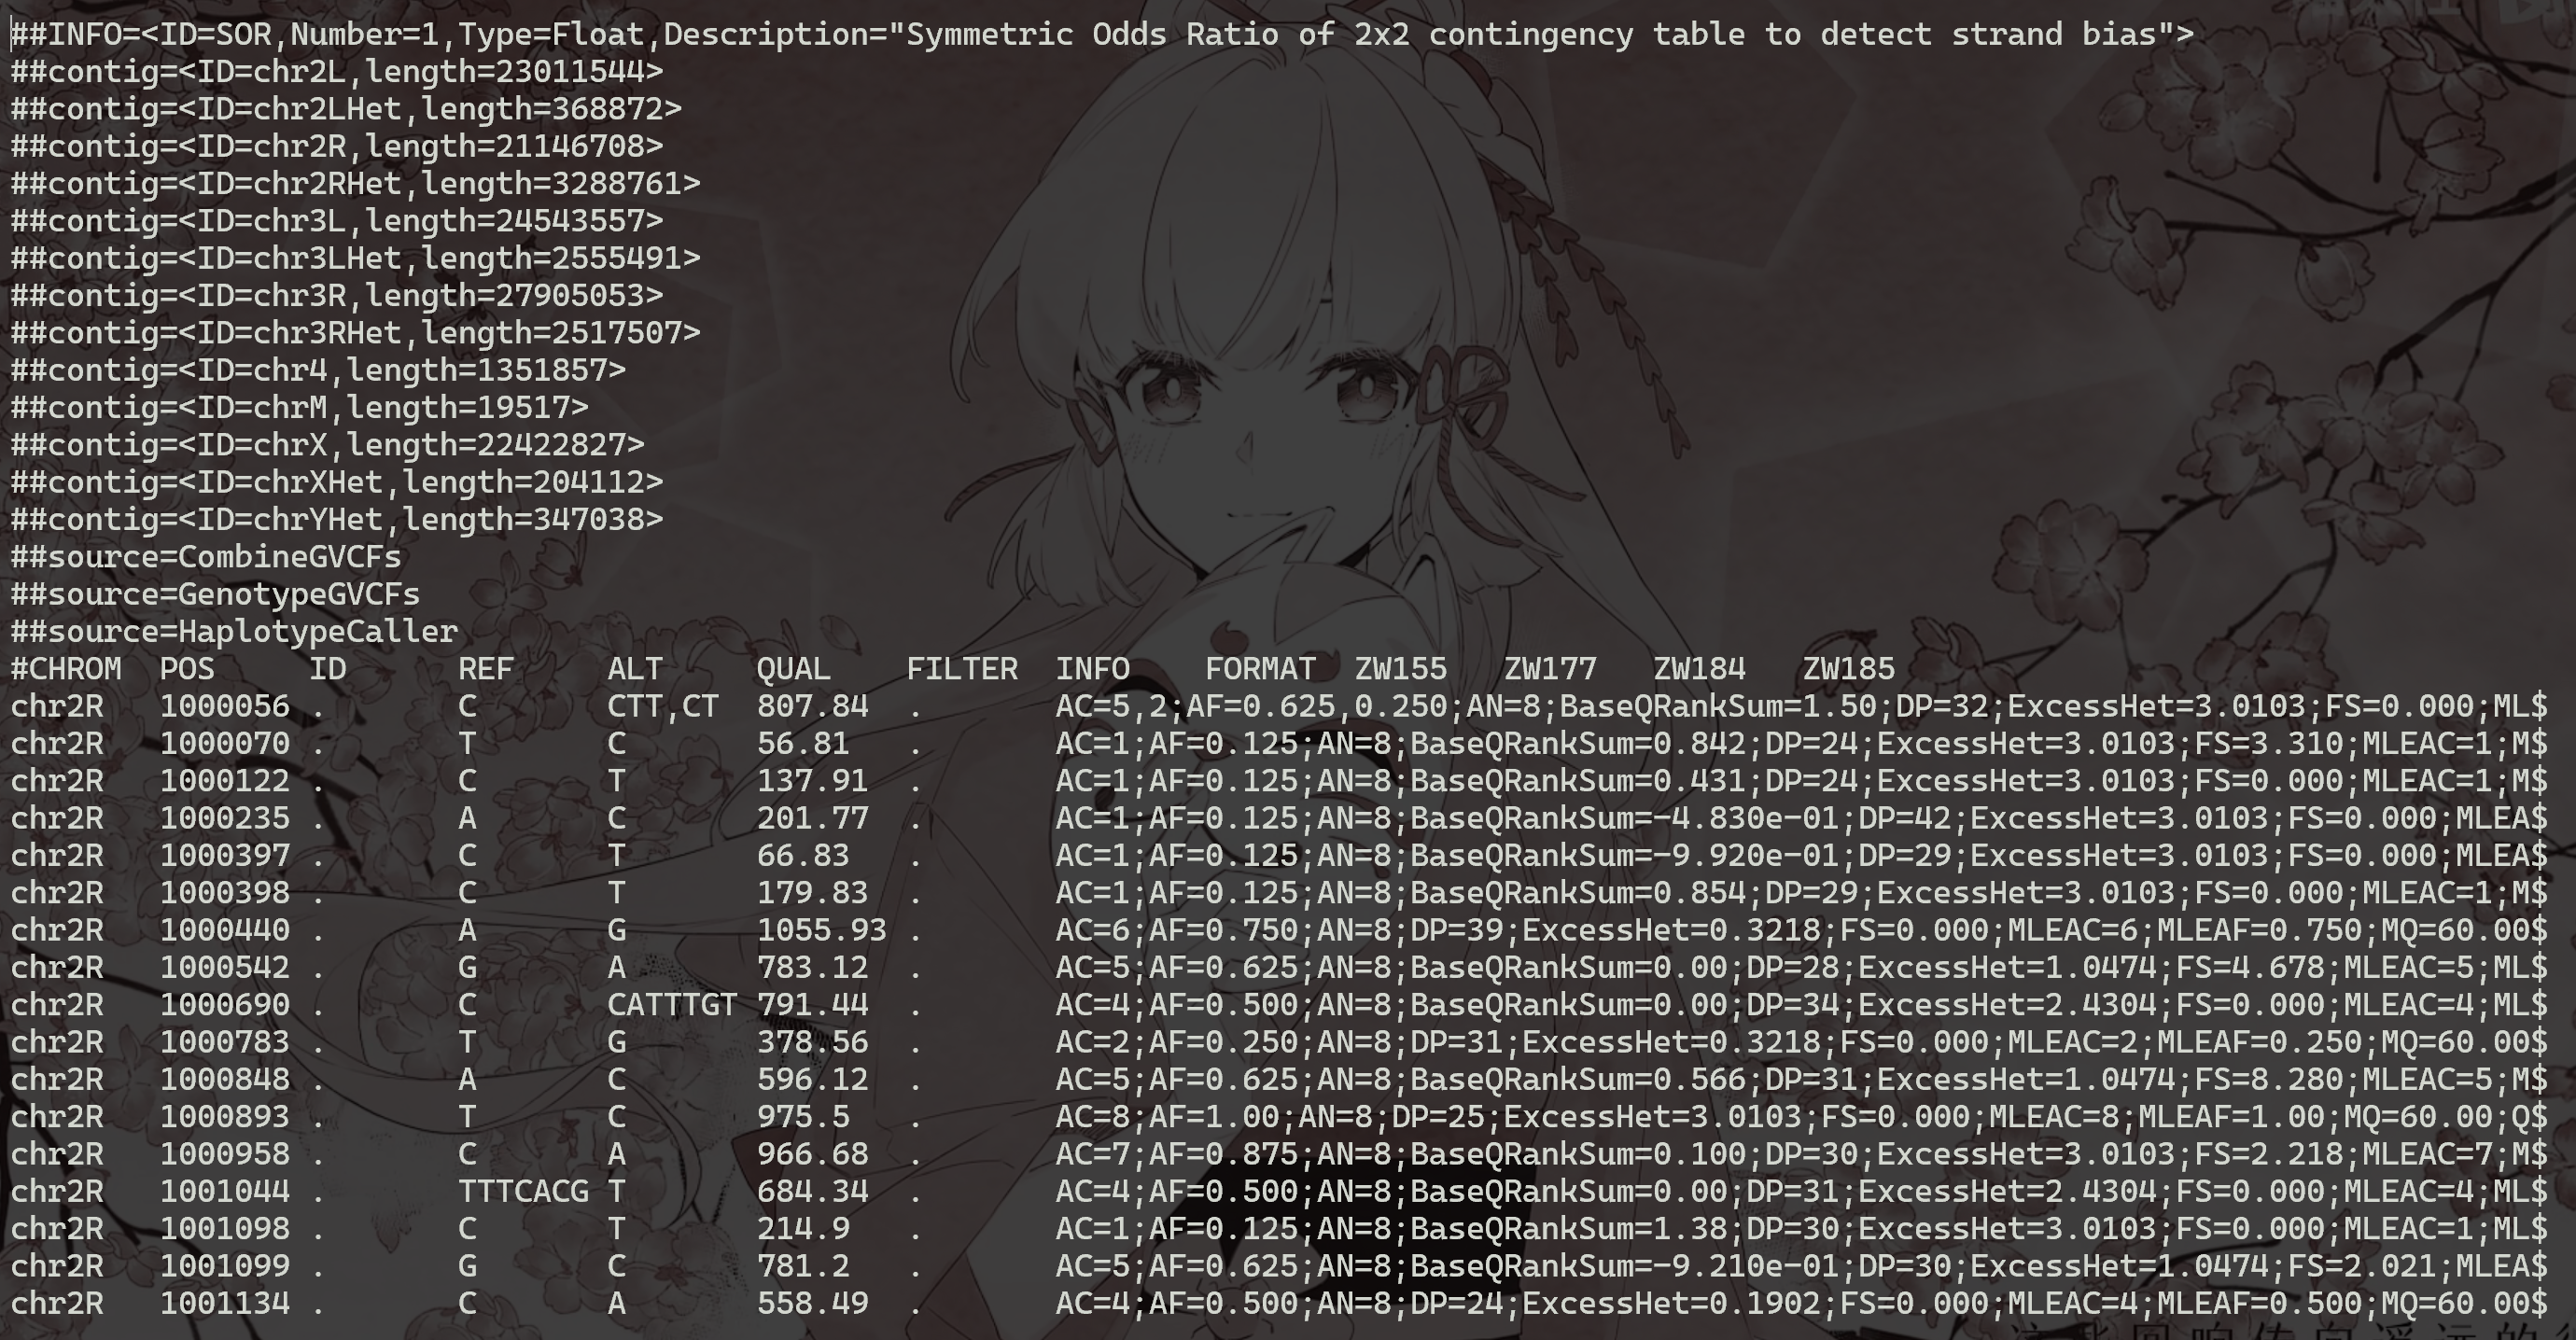 ##INFO=<ID=SOR,Number=1,Type=Float,Description="Symmetric Odds Ratio of 2x2 contingency table to detect strand bias">
##contig=<ID=chr2L,length=23011544>
##contig=<ID=chr2LHet,length=368872>
##contig=<ID=chr2R,length=21146708>
##contig=<ID=chr2RHet,length=3288761>
##contig=<ID=chr3L,length=24543557>
##contig=<ID=chr3LHet,length=2555491>
##contig=<ID=chr3R,length=27905053>
##contig=<ID=chr3RHet,length=2517507>
##contig=<ID=chr4,length=1351857>
##contig=<ID=chrM,length=19517>
##contig=<ID=chrX,length=22422827>
##contig=<ID=chrXHet,length=204112>
##contig=<ID=chrYHet,length=347038>
##source=CombineGVCFs
##source=GenotypeGVCFs
##source=HaplotypeCaller
#CHROM POS ID REF ALT QUAL FILTER INFO FORMAT ZW155 ZW177 ZW184 ZW185
chr2R 1000056 . C CTT,CT 807.84 . AC=5,2;AF=0.625,0.250;AN=8;BaseQRankSum=1.50;DP=32;ExcessHet=3.0103;FS=0.000;ML$
chr2R 1000070 . T C 56.81 . AC=1;AF=0.125;AN=8;BaseQRankSum=0.842;DP=24;ExcessHet=3.0103;FS=3.310;MLEAC=1;M$
chr2R 1000122 . C T 137.91 . AC=1;AF=0.125;AN=8;BaseQRankSum=0.431;DP=24;ExcessHet=3.0103;FS=0.000;MLEAC=1;M$
chr2R 1000235 . A C 201.77 . AC=1;AF=0.125;AN=8;BaseQRankSum=-4.830e-01;DP=42;ExcessHet=3.0103;FS=0.000;MLEA$
chr2R 1000397 . C T 66.83 . AC=1;AF=0.125;AN=8;BaseQRankSum=-9.920e-01;DP=29;ExcessHet=3.0103;FS=0.000;MLEA$
chr2R 1000398 . C T 179.83 . AC=1;AF=0.125;AN=8;BaseQRankSum=0.854;DP=29;ExcessHet=3.0103;FS=0.000;MLEAC=1;M$
chr2R 1000440 . A G 1055.93 . AC=6;AF=0.750;AN=8;DP=39;ExcessHet=0.3218;FS=0.000;MLEAC=6;MLEAF=0.750;MQ=60.00$
chr2R 1000542 . G A 783.12 . AC=5;AF=0.625;AN=8;BaseQRankSum=0.00;DP=28;ExcessHet=1.0474;FS=4.678;MLEAC=5;ML$
chr2R 1000690 . C CATTTGT 791.44 . AC=4;AF=0.500;AN=8;BaseQRankSum=0.00;DP=34;ExcessHet=2.4304;FS=0.000;MLEAC=4;ML$
chr2R 1000783 . T G 378.56 . AC=2;AF=0.250;AN=8;DP=31;ExcessHet=0.3218;FS=0.000;MLEAC=2;MLEAF=0.250;MQ=60.00$
chr2R 1000848 . A C 596.12 . AC=5;AF=0.625;AN=8;BaseQRankSum=0.566;DP=31;ExcessHet=1.0474;FS=8.280;MLEAC=5;M$
chr2R 1000893 . T C 975.5 . AC=8;AF=1.00;AN=8;DP=25;ExcessHet=3.0103;FS=0.000;MLEAC=8;MLEAF=1.00;MQ=60.00;Q$
chr2R 1000958 . C A 966.68 . AC=7;AF=0.875;AN=8;BaseQRankSum=0.100;DP=30;ExcessHet=3.0103;FS=2.218;MLEAC=7;M$
chr2R 1001044 . TTTCACG T 684.34 . AC=4;AF=0.500;AN=8;BaseQRankSum=0.00;DP=31;ExcessHet=2.4304;FS=0.000;MLEAC=4;ML$
chr2R 1001098 . C T 214.9 . AC=1;AF=0.125;AN=8;BaseQRankSum=1.38;DP=30;ExcessHet=3.0103;FS=0.000;MLEAC=1;ML$
chr2R 1001099 . G C 781.2 . AC=5;AF=0.625;AN=8;BaseQRankSum=-9.210e-01;DP=30;ExcessHet=1.0474;FS=2.021;MLEA$
chr2R 1001134 . C A 558.49 . AC=4;AF=0.500;AN=8;DP=24;ExcessHet=0.1902;FS=0.000;MLEAC=4;MLEAF=0.500;MQ=60.00$